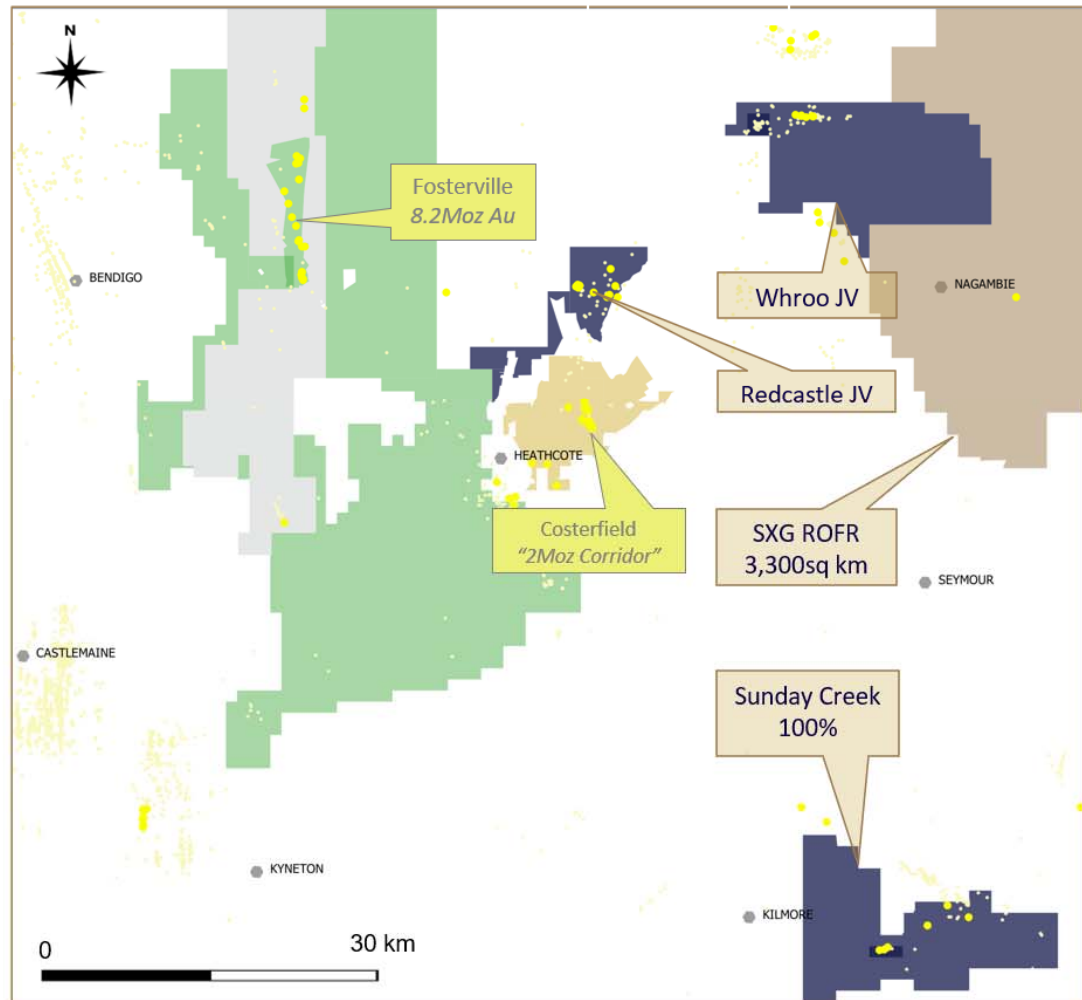 N
Fosterville
8.2Moz Au
BENDIGO
Whroo JV
NAGAMBIE
Redcastle JV
HEATHCOTE
Costerfield
“2Moz Corridor”
SXG ROFR
3,300sq km
SEYMOUR
CASTLEMAINE
Sunday Creek
100%
KYNETON
KILMORE
0
30 km